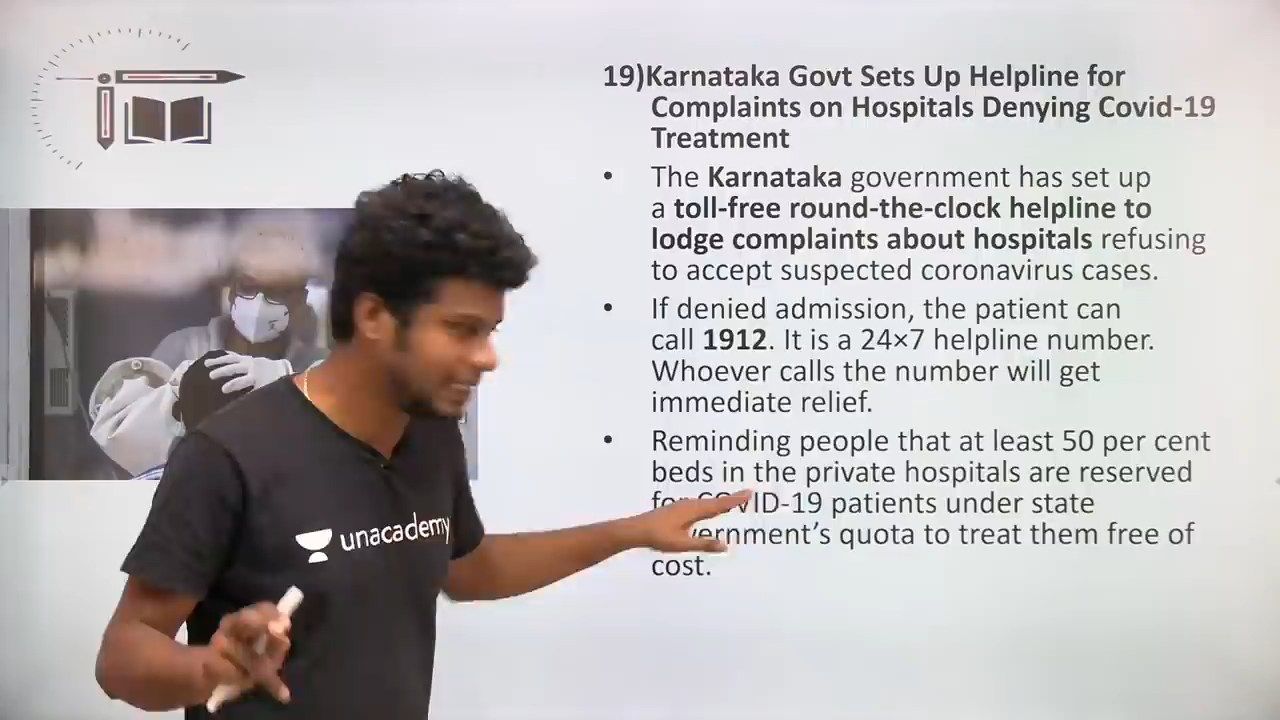 19)Karnataka Govt Sets Up Helpline for
Complaints on Hospitals Denying Covid-19
Treatment
• The Karnataka government has set up
a toll-free round-the-clock helpline to
lodge complaints about hospitals refusing
to accept suspected coronavirus cases.
• If denied admission, the patient can
call 1912. It is a 24×7 helpline number.
Whoever calls the number will get
immediate relief.
• Reminding people that at least 50 per cent
beds in the private hospitals are reserved
for COVID-19 patients under state
ernment’s quota to treat them free of
cost.
unacademy